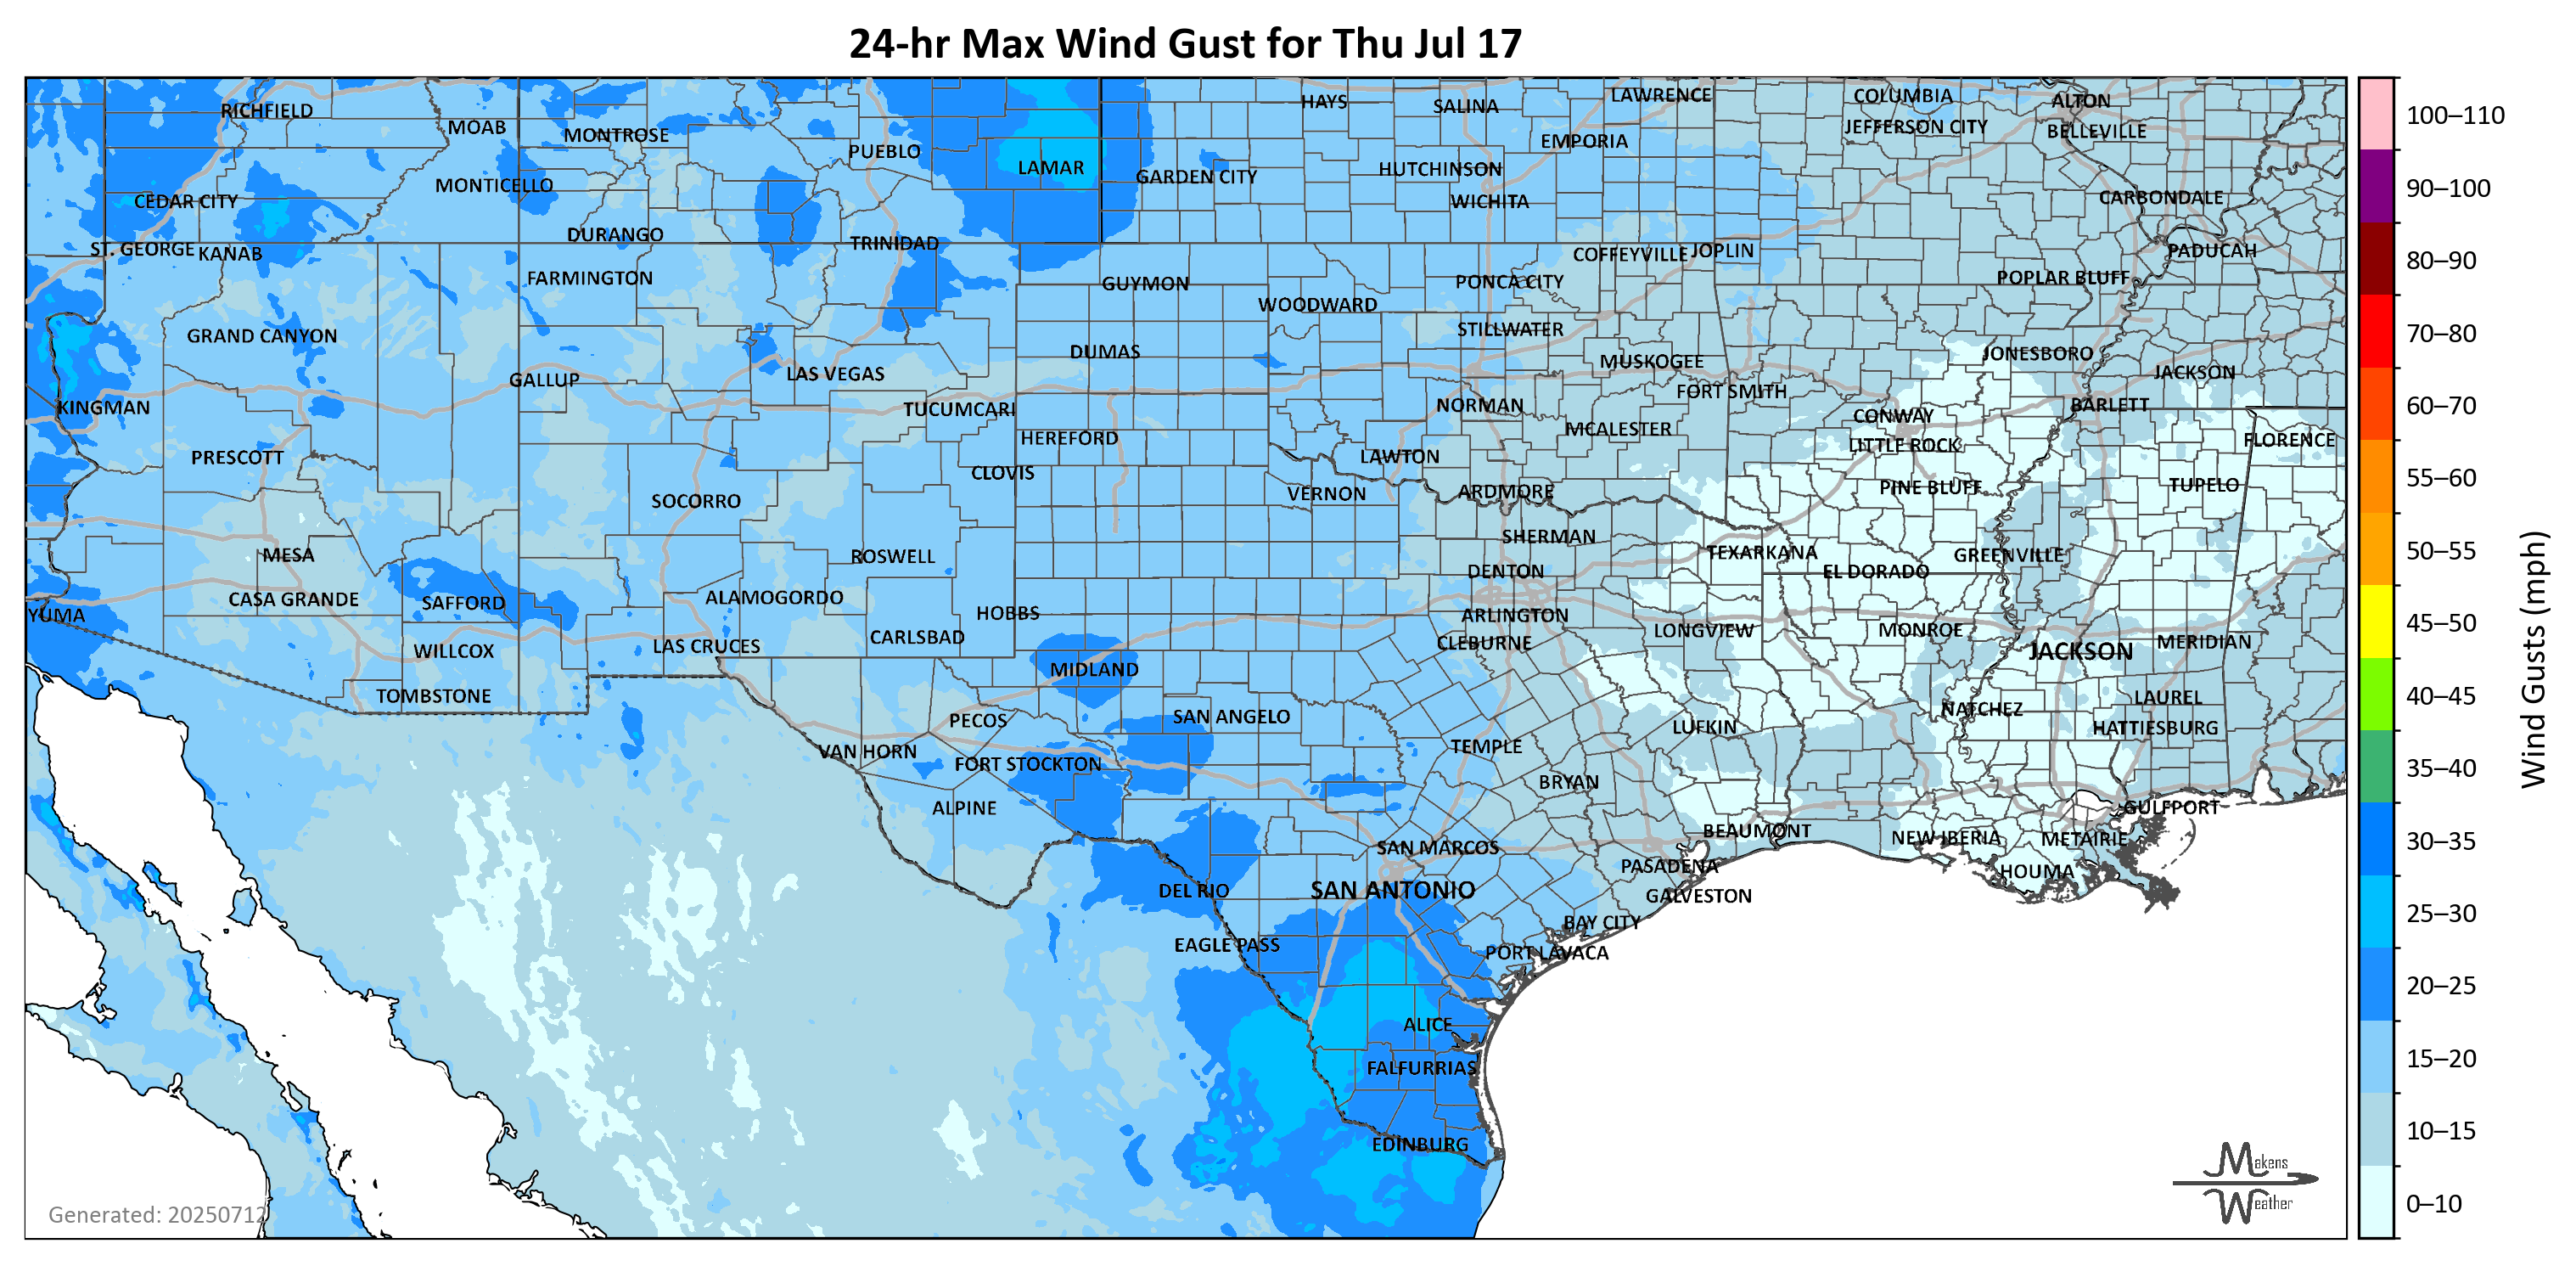 24-hr Max Wind Gust for Thu Jul 17
RICHFIELD
MOAB
MONTROSE
PUEBLO
LAMAR
HAYS
SALINA
LAWRENCE
COLUMBIA
ALTON
JEFFERSON CITY
BELLEVILLE
EMPORIA
GARDEN CITY
HUTCHINSON
MONTICELLO
CEDAR CITY
WICHITA
CARBONDALE
DURANGO
TRINIDAD
ST. GEORGE
KANAB
COFFEYVILLE
JOPLIN
PADUCAH
FARMINGTON
GUYMON
PONCA CITY
POPLAR BLUFF
WOODWARD
GRAND CANYON
STILLWATER
DUMAS
MUSKOGEE
JONESBORO
GALLUP
LAS VEGAS
JACKSON
FORT SMITH
KINGMAN
TUCUMCARI
NORMAN
CONWAY
BARLETT
HEREFORD
MCALESTER
LITTLE ROCK
FLORENCE
PRESCOTT
CLOVIS
LAWTON
SOCORRO
VERNON
ARDMORE
PINE BLUFF
TUPELO
MESA
ROSWELL
SHERMAN
TEXARKANA
GREENVILLE
DENTON
EL DORADO
CASA GRANDE
SAFFORD
ALAMOGORDO
HOBBS
ARLINGTON
YUMA
WILLCOX
LAS CRUCES
CARLSBAD
CLEBURNE
LONGVIEW
MONROE
JACKSON
MERIDIAN
MIDLAND
TOMBSTONE
LAUREL
PECOS
SAN ANGELO
NATCHEZ
HATTIESBURG
VAN HORN
FORT STOCKTON
TEMPLE
LUFKIN
BRYAN
ALPINE
GULFPORT
BEAUMONT
NEW IBERIA
METAIRIE
SAN MARCOS
PASADENA
HOUMA
DEL RIO
SAN ANTONIO
GALVESTON
BAY CITY
EAGLE PASS
PORT LAVACA
ALICE
FALFURRIAS
EDINBURG
Generated: 20250712
Makens
Weather
100–110
90–100
80–90
70–80
60–70
55–60
50–55
45–50
40–45
35–40
30–35
25–30
20–25
15–20
10–15
0–10
Wind Gusts (mph)